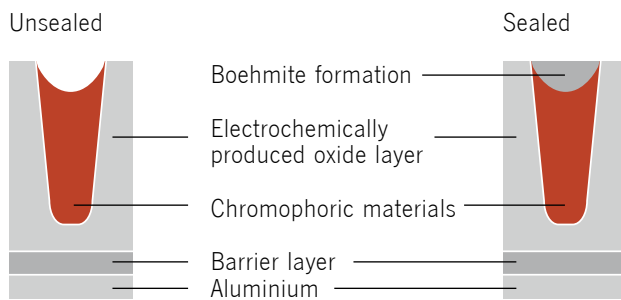 Unsealed
Sealed
Boehmite formation
Electrochemically
produced oxide layer
Chromophoric materials
Barrier layer
Aluminium